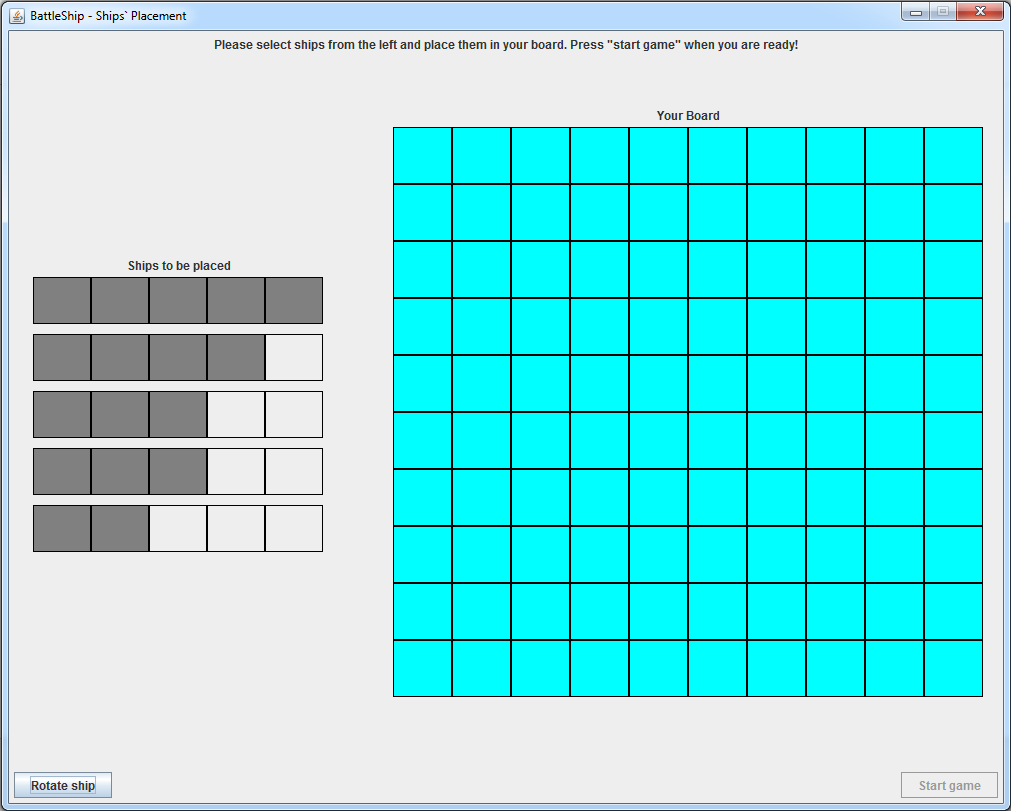 BattleShip - Ships` Placement
Please select ships from the left and place them in your board. Press "start game" when you are ready!
Your Board
Ships to be placed
Rotate ship
Start game